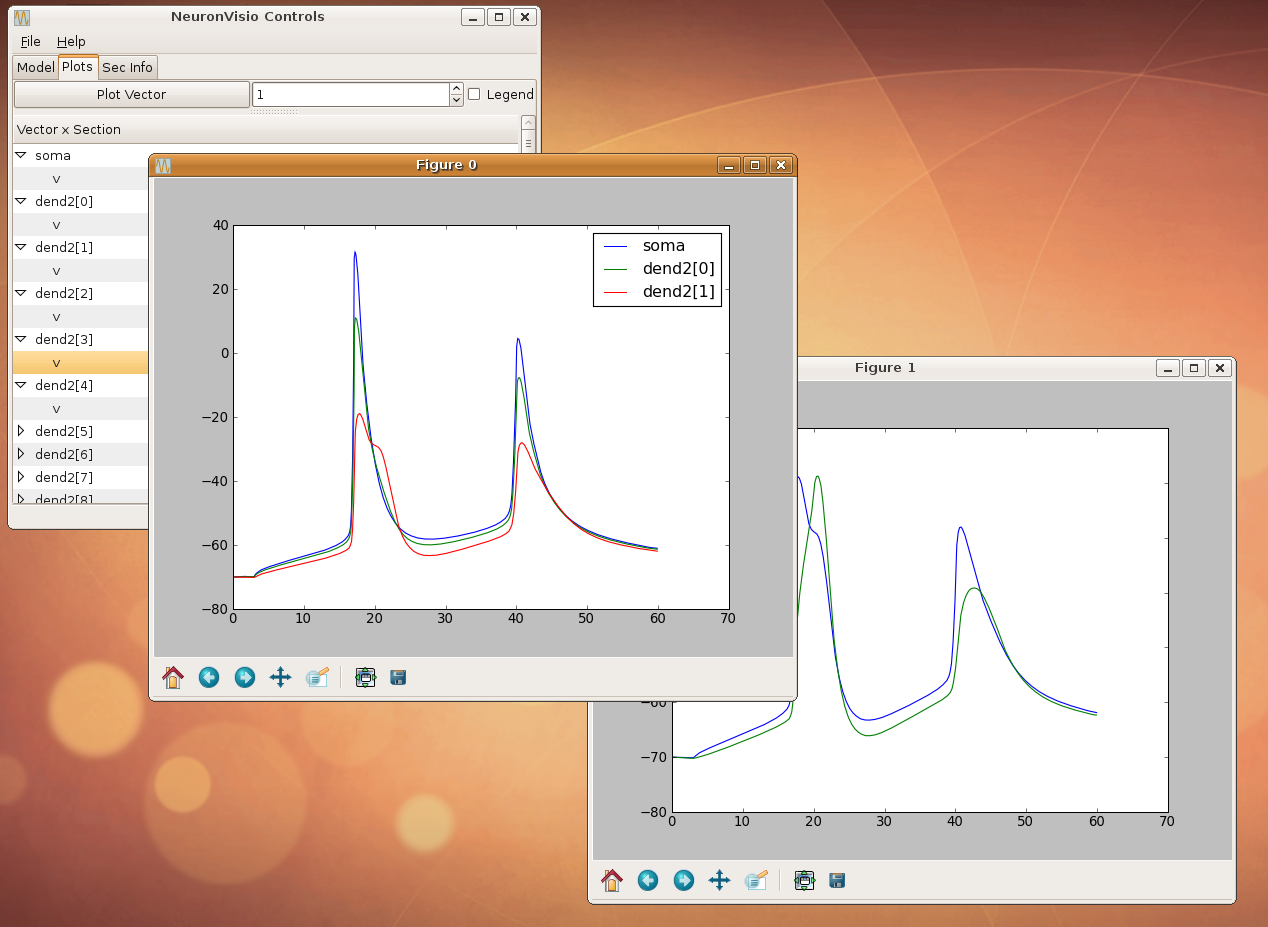 NeuronVisio Controls
File Help
Model Plots Sec Info
Plot Vector 1 Legend
Vector x Section
soma
v
dend2[0]
v
dend2[1]
v
dend2[2]
v
dend2[3]
v
dend2[4]
v
dend2[5]
dend2[6]
dend2[7]
dend2[8]
Figure 0
40
20
0
−20
−40
−60
−80
0 10 20 30 40 50 60 70
soma
dend2[0]
dend2[1]
Figure 1
−60
−70
−80
0 10 20 30 40 50 60 70